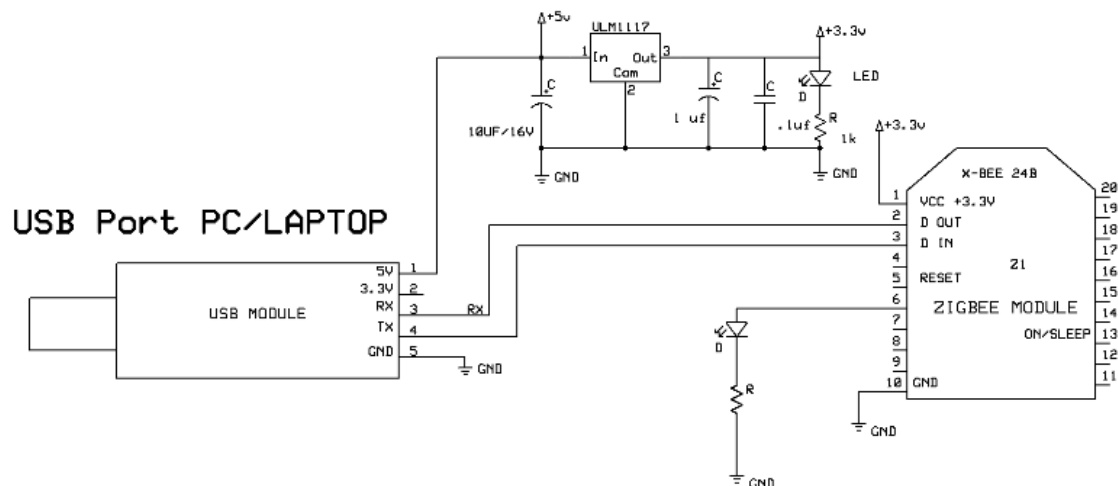 +5v
ULM1117
+3.3v
1 In Out 3
Com
2
C
10UF/16V
C
1 uf
C
.1uf
D
LED
R
1k
GND
GND
+3.3v
USB Port PC/LAPTOP
USB MODULE
5V 1
3.3V 2
RX 3
TX 4
GND 5
RX
GND
X-BEE 24B
1 VCC +3.3V
2 D OUT
3 D IN
4
5 RESET
6
7
8
9
10 GND
Z1
ZIGBEE MODULE
ON/SLEEP
20
19
18
17
16
15
14
13
12
11
D
R
GND
GND